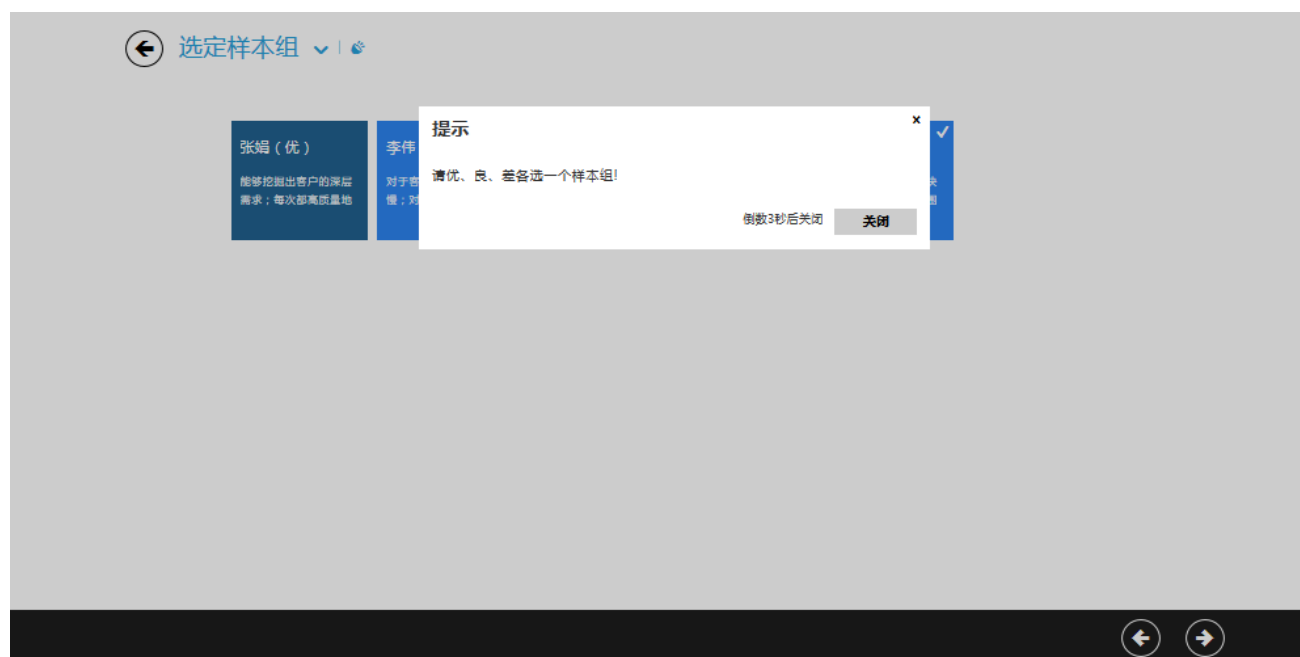 选定样本组
张娟（优）
能够挖掘出客户的深层
需求；每次都高质量地
李伟
对于客
慢；对
提示
x
请优、良、差各选一个样本组!
倒数3秒后关闭
关闭